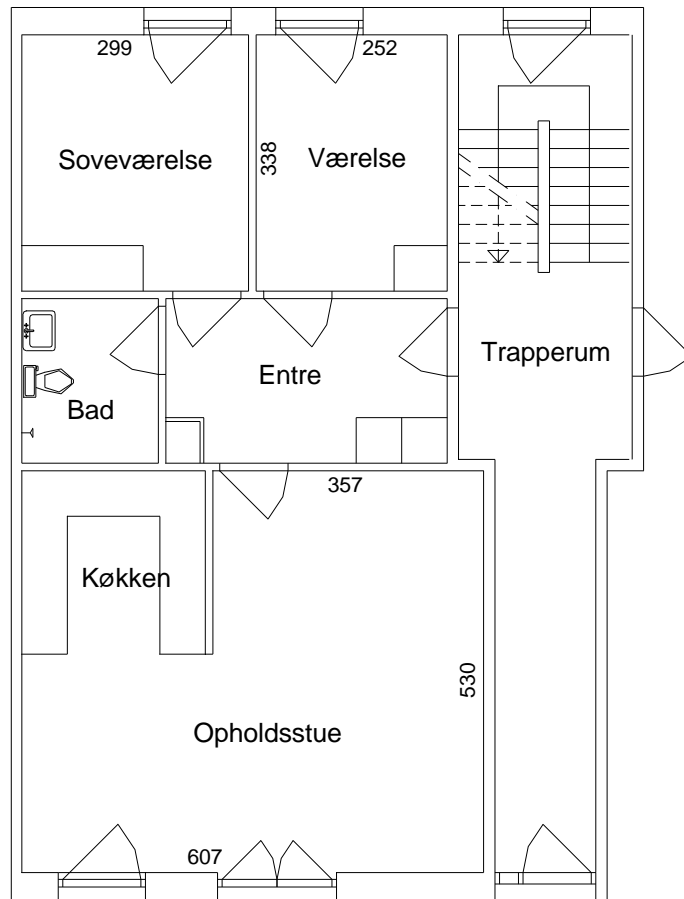 299
252
338
Soveværelse
Værelse
Trapperum
Entre
Bad
357
Køkken
530
Opholdsstue
607